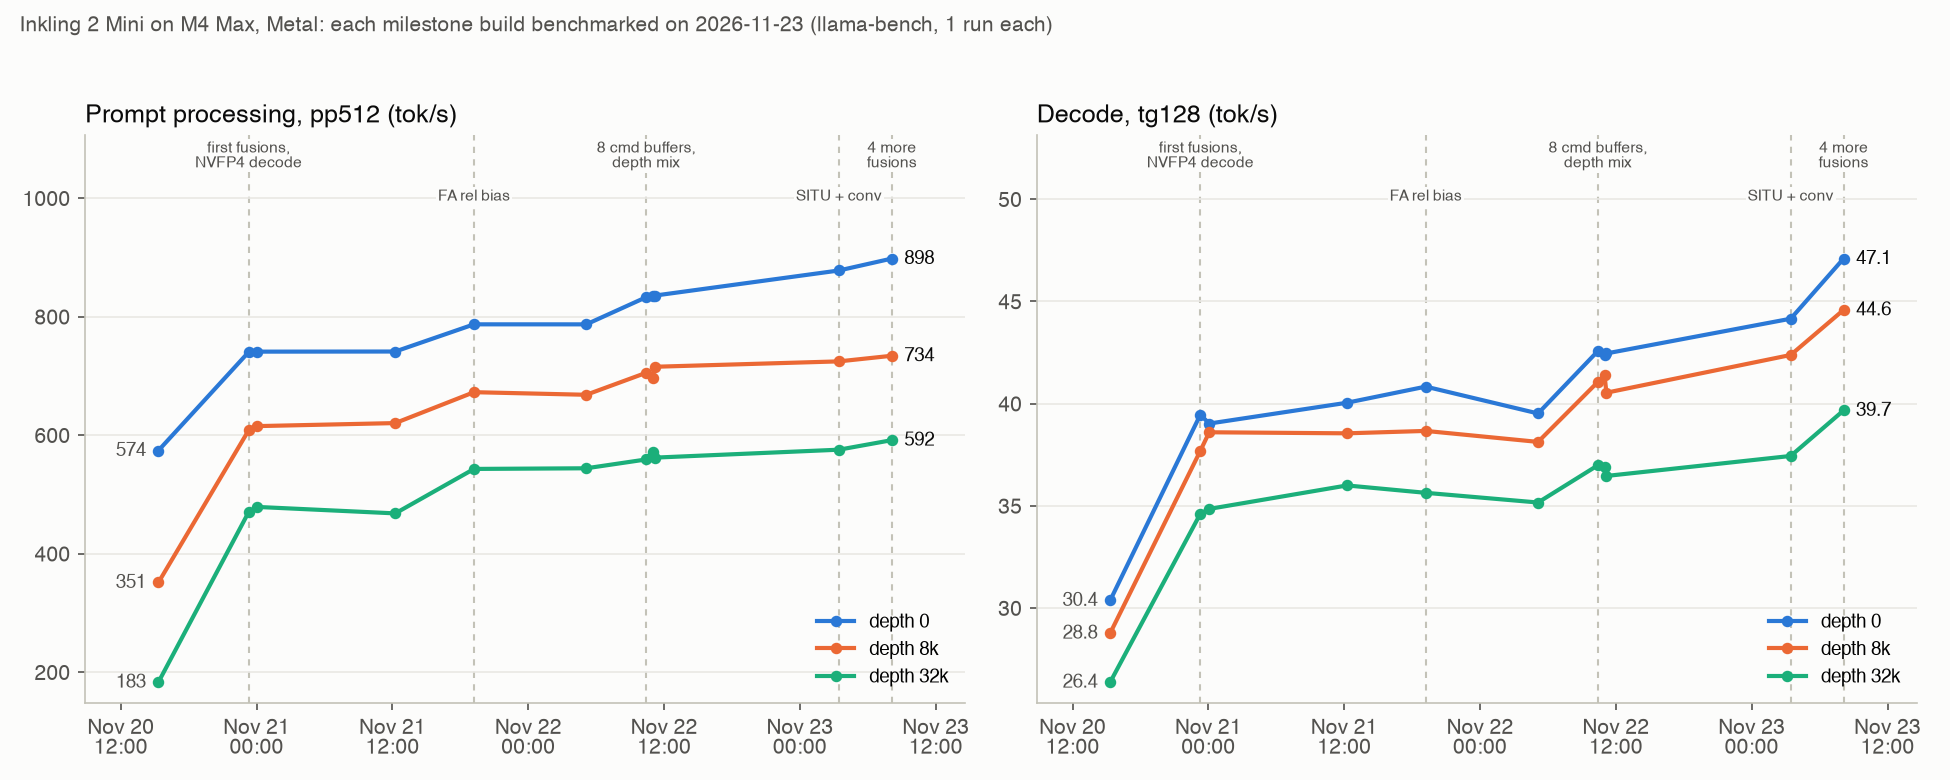 Inkling 2 Mini on M4 Max, Metal: each milestone build benchmarked on 2026-11-23 (llama-bench, 1 run each)
Prompt processing, pp512 (tok/s)
first fusions,
NVFP4 decode
8 cmd buffers,
depth mix
4 more
fusions
FA rel bias
SITU + conv
1000
800
600
400
200
898
734
592
574
351
183
depth 0
depth 8k
depth 32k
Nov 20
12:00
Nov 21
00:00
Nov 21
12:00
Nov 22
00:00
Nov 22
12:00
Nov 23
00:00
Nov 23
12:00
Decode, tg128 (tok/s)
first fusions,
NVFP4 decode
8 cmd buffers,
depth mix
4 more
fusions
FA rel bias
SITU + conv
50
45
40
35
30
47.1
44.6
39.7
30.4
28.8
26.4
depth 0
depth 8k
depth 32k
Nov 20
12:00
Nov 21
00:00
Nov 21
12:00
Nov 22
00:00
Nov 22
12:00
Nov 23
00:00
Nov 23
12:00